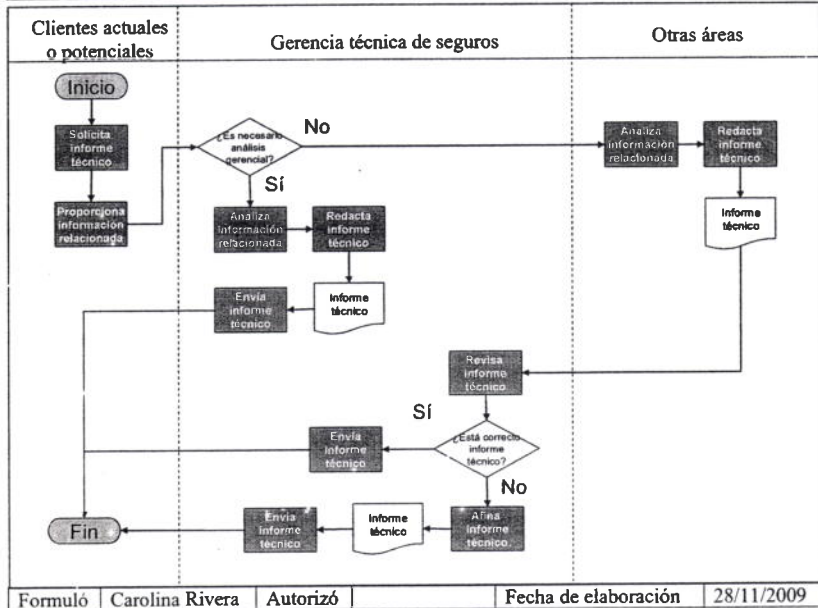 Clientes actuales
o potenciales
Gerencia técnica de seguros
Otras áreas
Inicio
Solicita
informe
técnico
Proporciona
información
relacionada
¿Es necesario
análisis
gerencial?
No
Sí
Analiza
información
relacionada
Redacta
informe
técnico
Informe
técnico
Envía
informe
técnico
Analiza
información
relacionada
Redacta
informe
técnico
Informe
técnico
Revisa
informe
técnico
Sí
¿Está correcto
informe
técnico?
Envía
informe
técnico
No
Afina
informe
técnico
Informe
técnico
Envía
informe
técnico
Fin
Formuló Carolina Rivera Autorizó Fecha de elaboración 28/11/2009